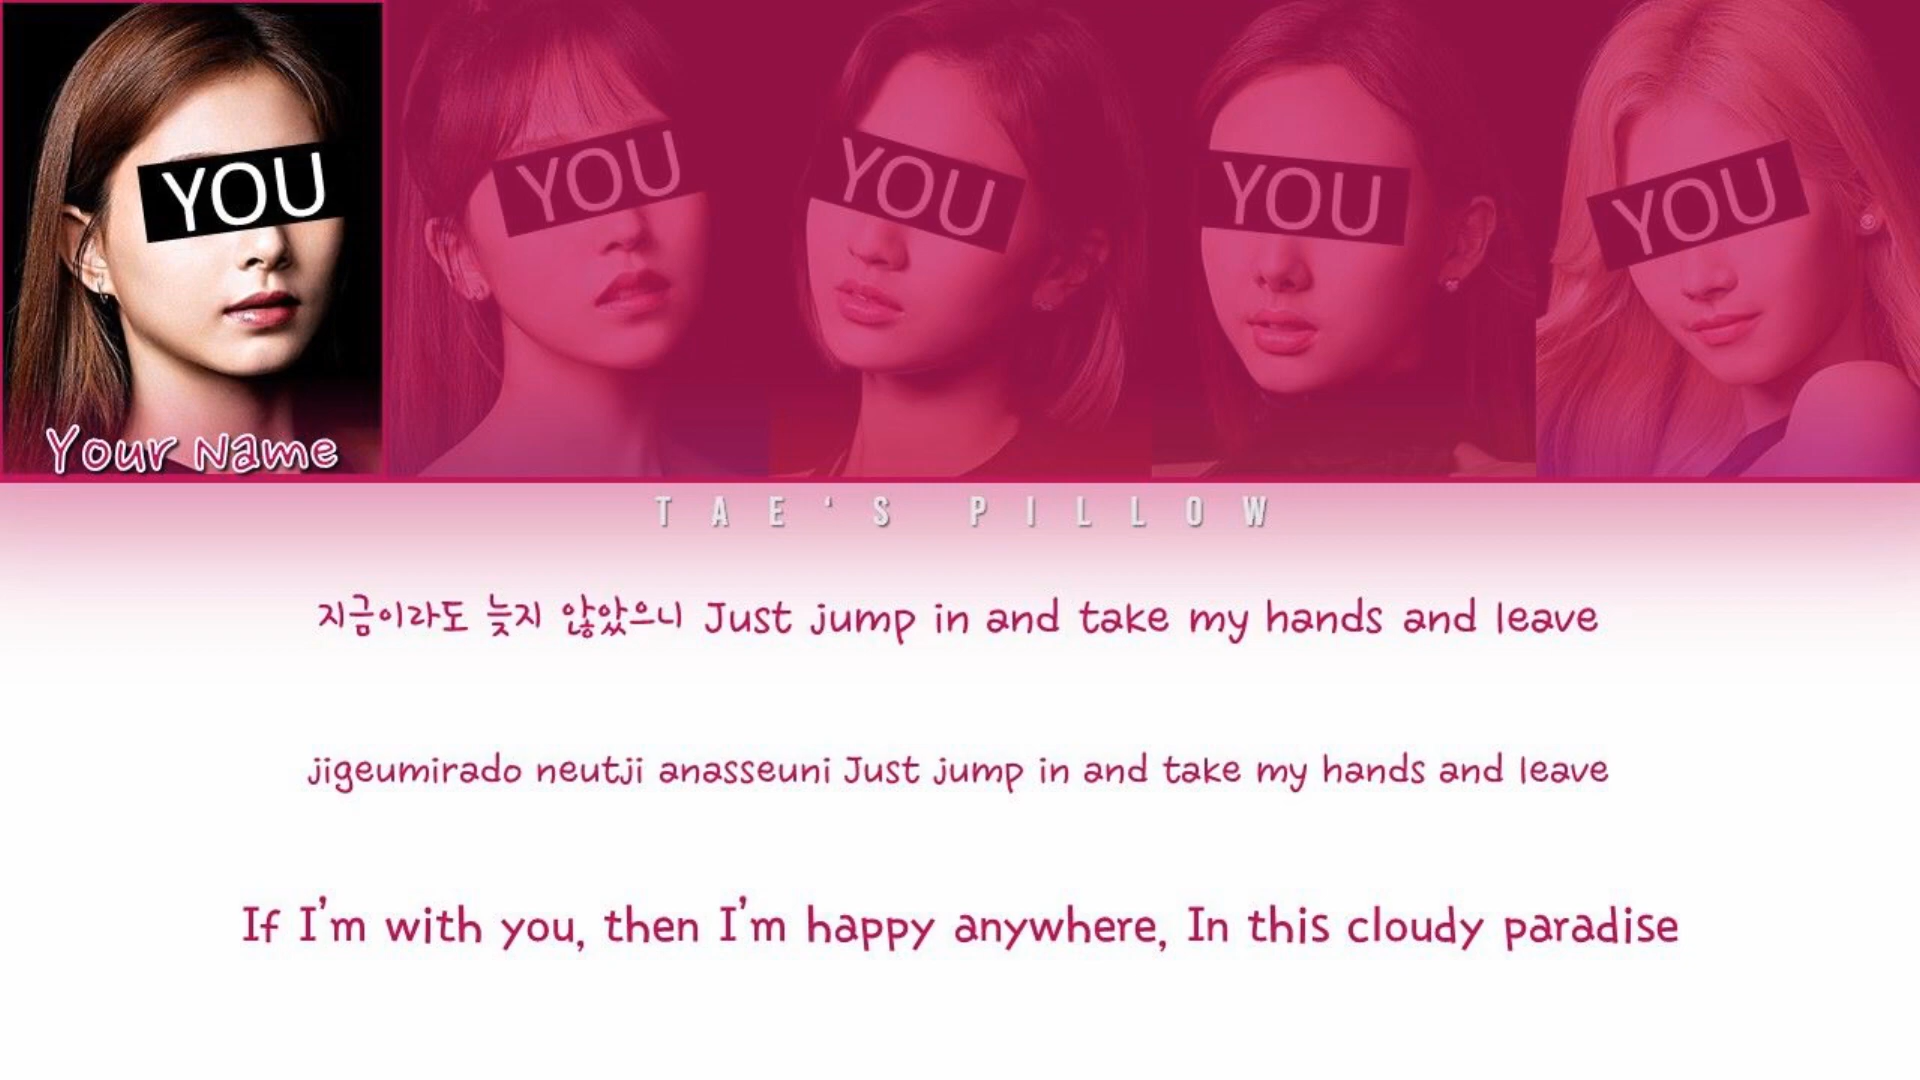 YOU
YOU
YOU
YOU
YOU
Your Name
TAE'S PILLOW
지금이라도 늦지 않았으니 Just jump in and take my hands and leave
jigeumirado neutji anasseuni Just jump in and take my hands and leave
If I'm with you, then I'm happy anywhere, In this cloudy paradise